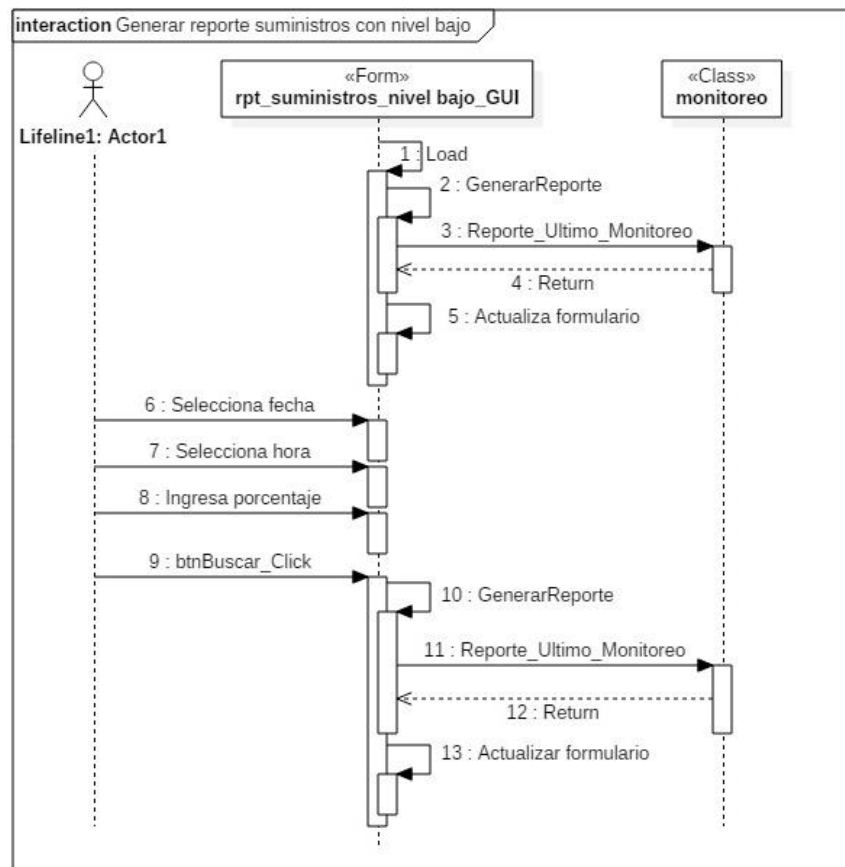 interaction Generar reporte suministros con nivel bajo
Lifeline1: Actor1
«Form»
rpt_suministros_nivel bajo_GUI
«Class»
monitoreo
1 : Load
2 : GenerarReporte
3 : Reporte_Ultimo_Monitoreo
4 : Return
5 : Actualiza formulario
6 : Selecciona fecha
7 : Selecciona hora
8 : Ingresa porcentaje
9 : btnBuscar_Click
10 : GenerarReporte
11 : Reporte_Ultimo_Monitoreo
12 : Return
13 : Actualizar formulario